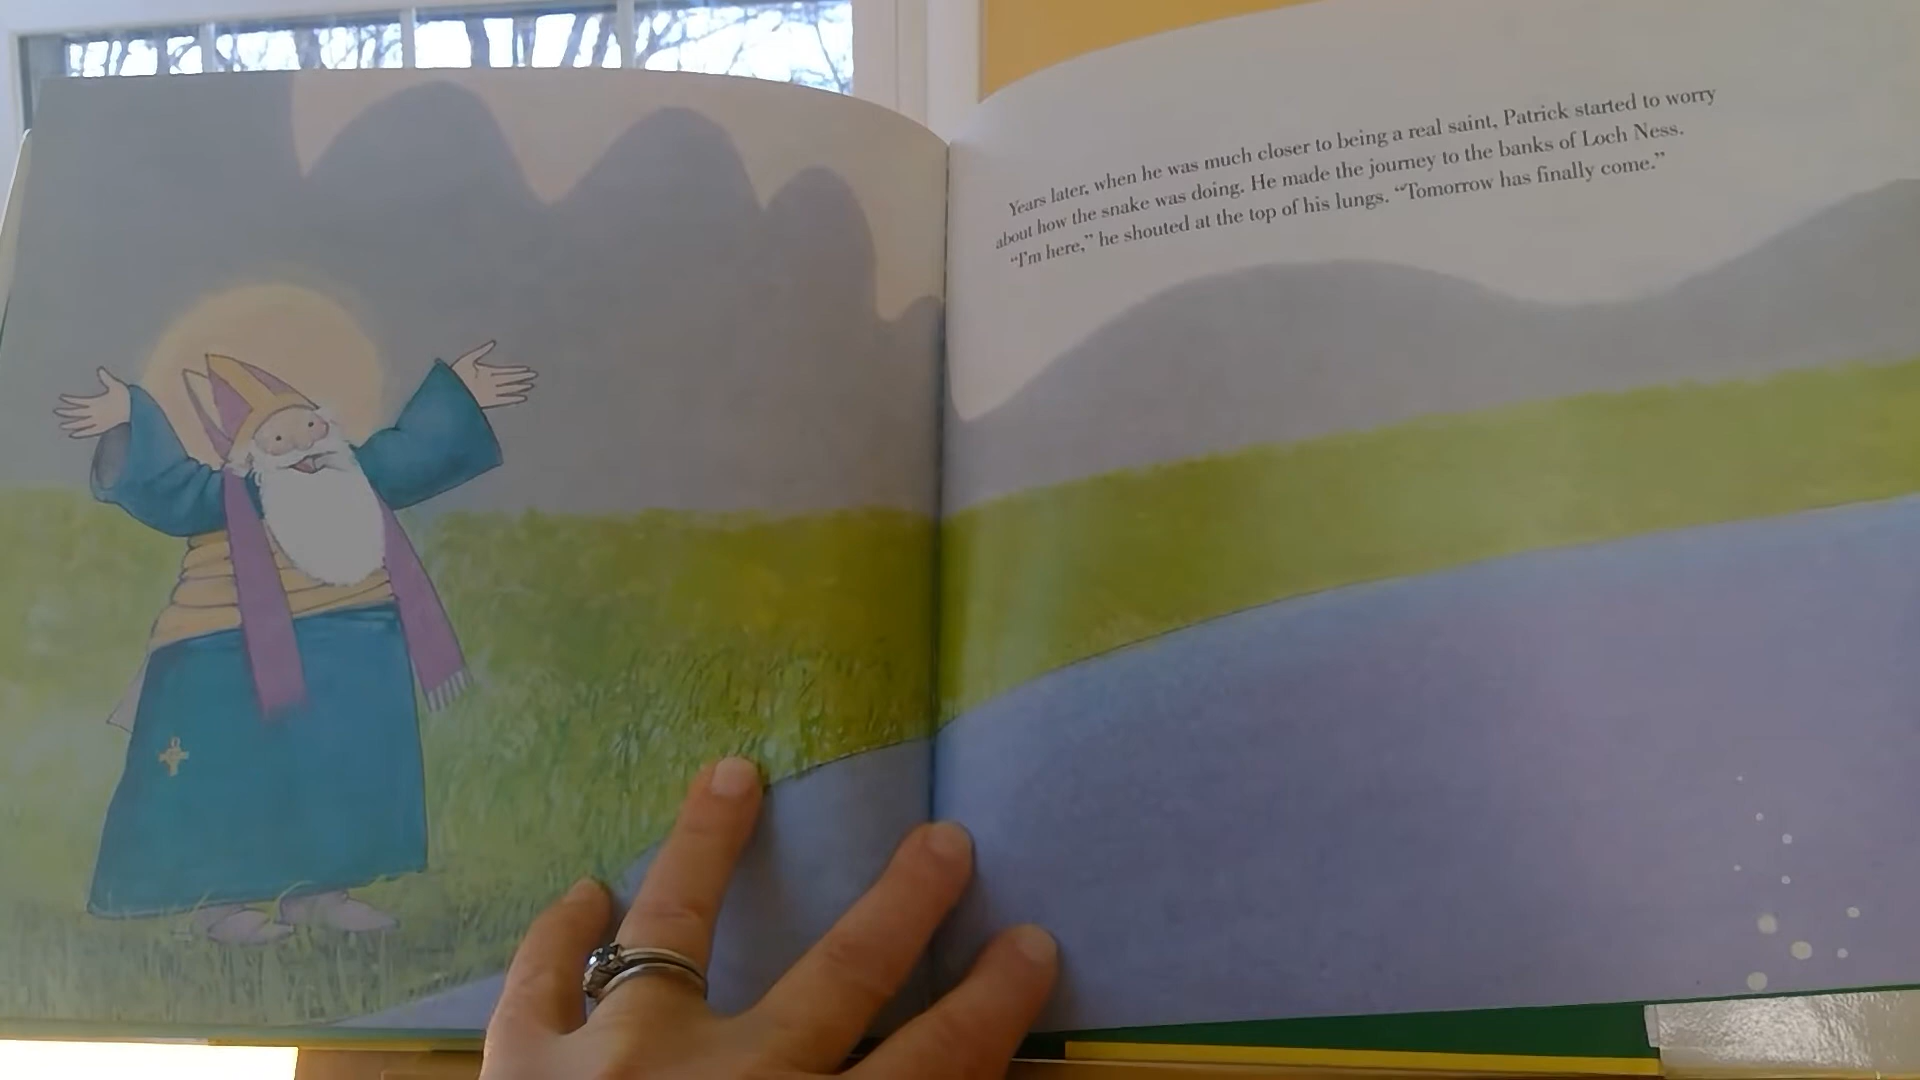 Years later, when he was much closer to being a real saint, Patrick started to worry
about how the snake was doing. He made the journey to the banks of Loch Ness.
“I’m here,” he shouted at the top of his lungs. “Tomorrow has finally come.”